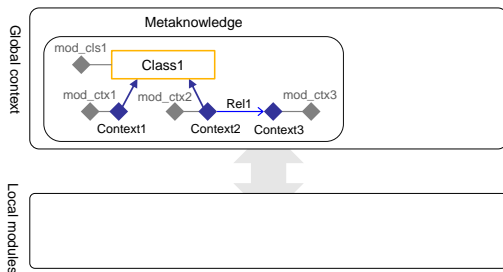 Metaknowledge
Global context
mod_cls1
Class1
mod_ctx1
mod_ctx2
Rel1
mod_ctx3
Context1
Context2
Context3
Local modules